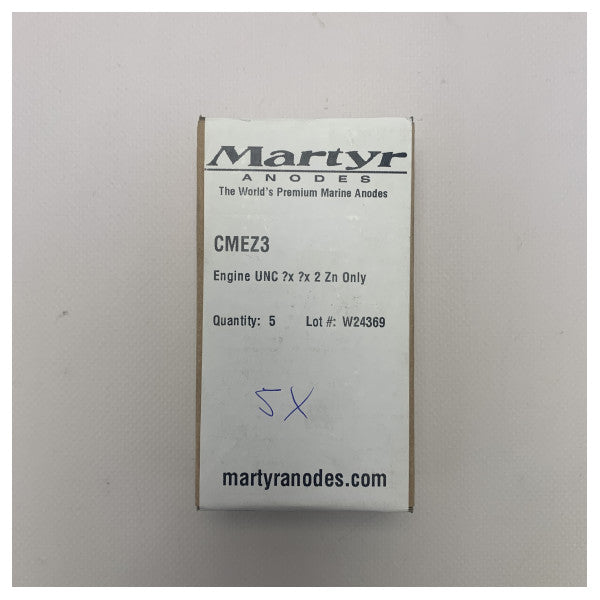 Martyr
ANODES
The World's Premium Marine Anodes
CMEZ3
Engine UNC ?x ?x 2 Zn Only
Quantity: 5 Lot #: W24369
5X
martyranodes.com